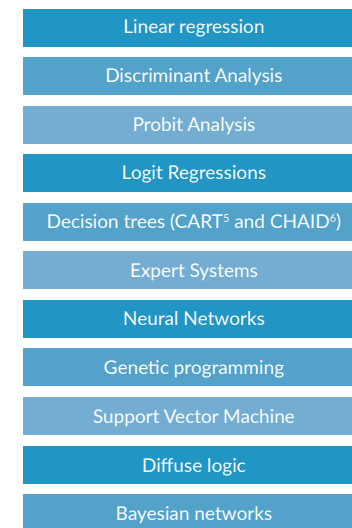 Linear regression
Discriminant Analysis
Probit Analysis
Logit Regressions
Decision trees (CART⁵ and CHAID⁶)
Expert Systems
Neural Networks
Genetic programming
Support Vector Machine
Diffuse logic
Bayesian networks